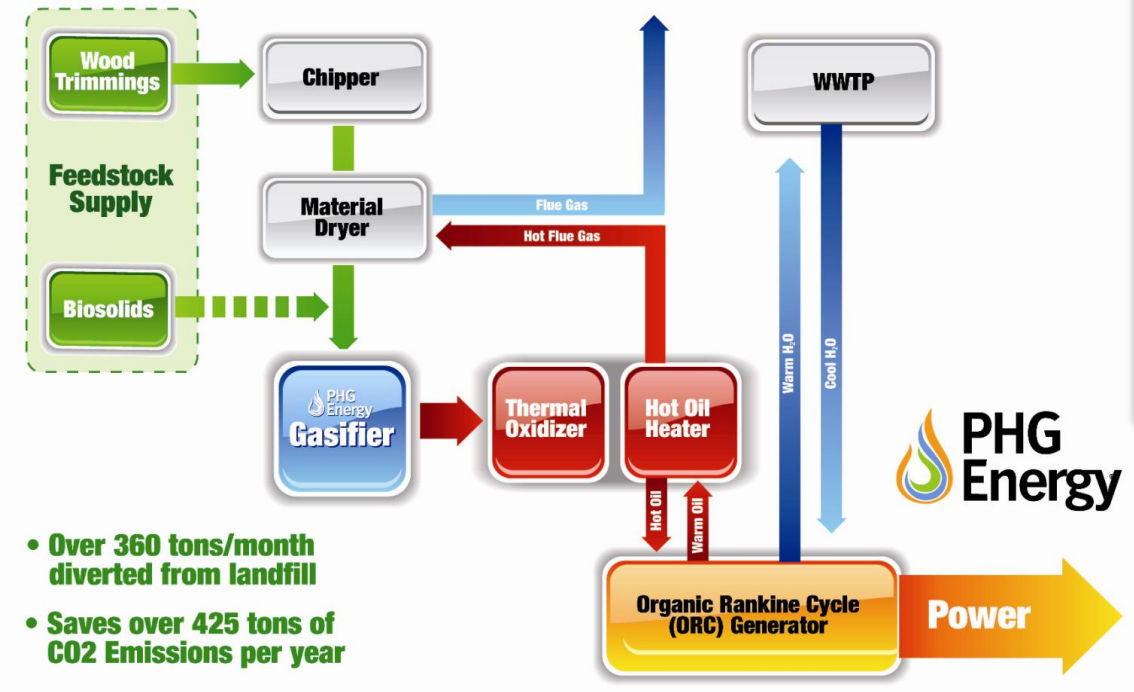 Wood
Trimmings
Chipper
WWTP
Feedstock
Supply
Material
Dryer
Flue Gas
Hot Flue Gas
Biosolids
Warm H₂O
Cool H₂O
PHG
Energy
Gasifier
Thermal
Oxidizer
Hot Oil
Heater
PHG
Energy
Hot Oil
Warm Oil
• Over 360 tons/month
diverted from landfill
• Saves over 425 tons of
CO2 Emissions per year
Organic Rankine Cycle
(ORC) Generator
Power